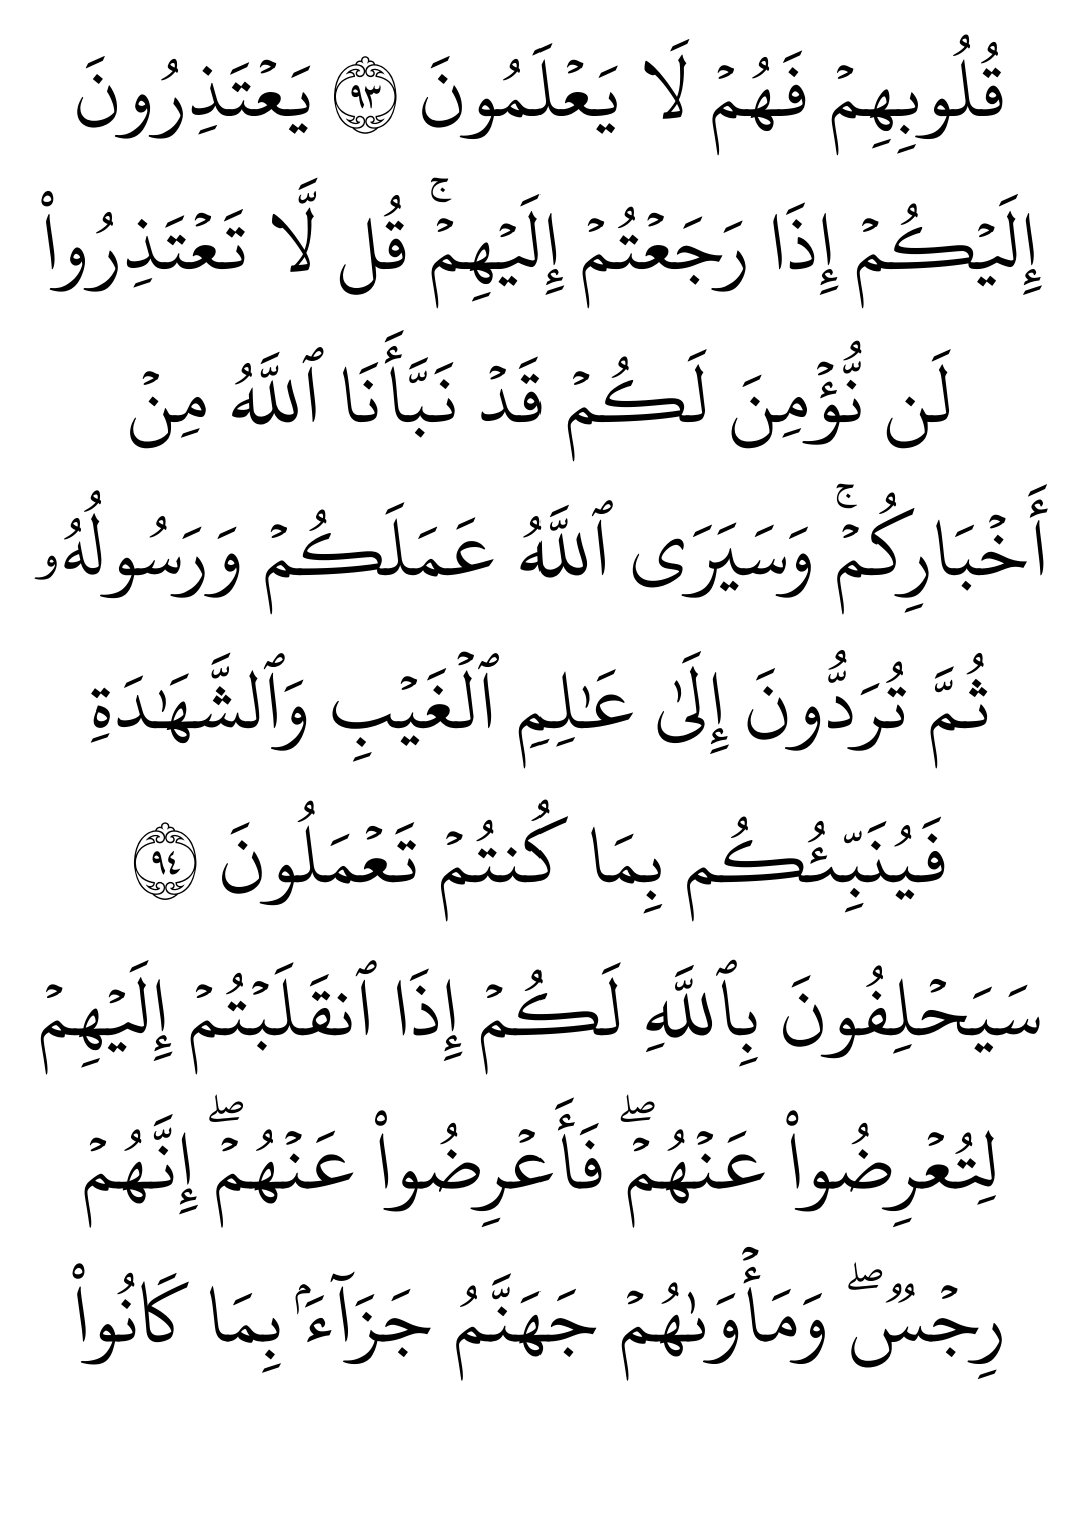 قُلُوبِهِمۡ فَهُمۡ لَا يَعۡلَمُونَ ٩٣ يَعۡتَذِرُونَ
إِلَيۡكُمۡ إِذَا رَجَعۡتُمۡ إِلَيۡهِمۡۚ قُل لَّا تَعۡتَذِرُواْ
لَن نُّؤۡمِنَ لَكُمۡ قَدۡ نَبَّأَنَا ٱللَّهُ مِنۡ
أَخۡبَارِكُمۡۚ وَسَيَرَى ٱللَّهُ عَمَلَكُمۡ وَرَسُولُهُۥ
ثُمَّ تُرَدُّونَ إِلَىٰ عَٰلِمِ ٱلۡغَيۡبِ وَٱلشَّهَٰدَةِ
فَيُنَبِّئُكُم بِمَا كُنتُمۡ تَعۡمَلُونَ ٩٤
سَيَحۡلِفُونَ بِٱللَّهِ لَكُمۡ إِذَا ٱنقَلَبۡتُمۡ إِلَيۡهِمۡ
لِتُعۡرِضُواْ عَنۡهُمۡۖ فَأَعۡرِضُواْ عَنۡهُمۡۖ إِنَّهُمۡ
رِجۡسٞۖ وَمَأۡوَىٰهُمۡ جَهَنَّمُ جَزَآءَۢ بِمَا كَانُواْ